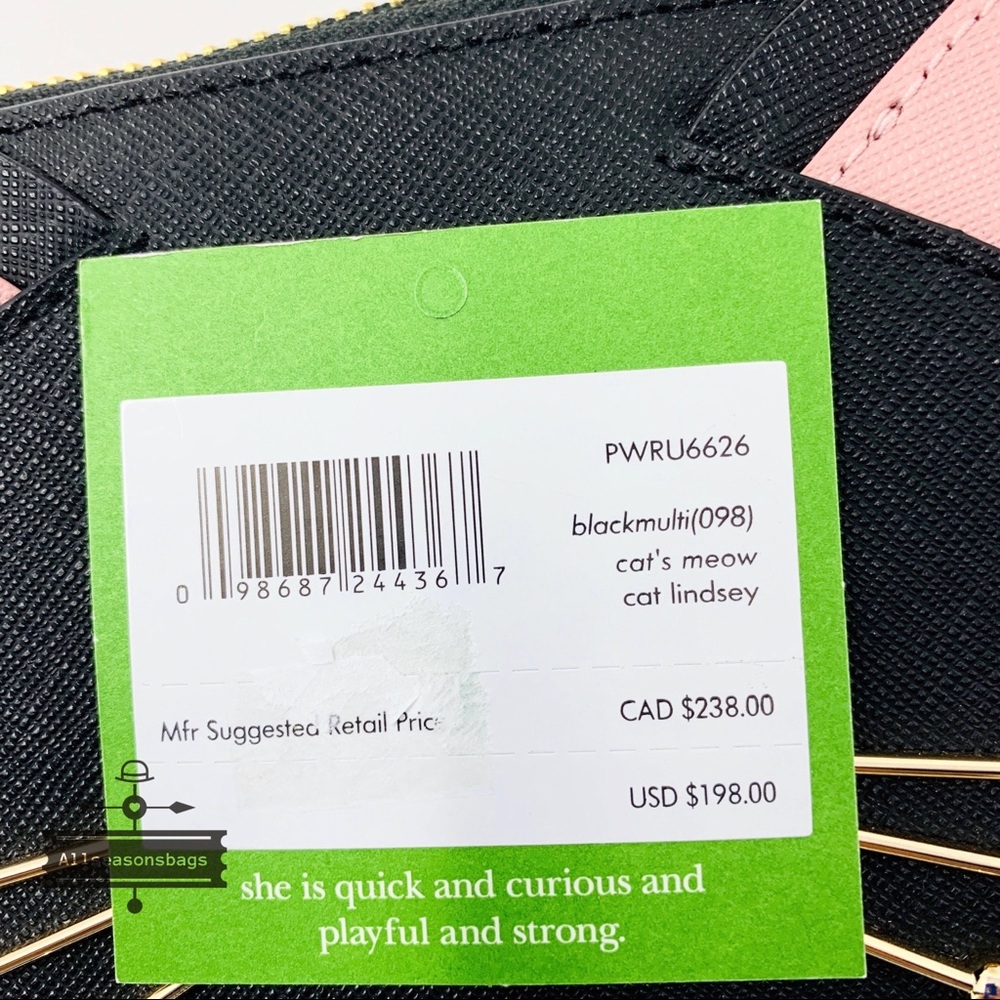 PWRU6626
blackmulti(098)
cat's meow
cat lindsey
0 98687 24436 7
Mfr Suggested Retail Price
CAD $238.00
USD $198.00
Allseasonsbags
she is quick and curious and
playful and strong.